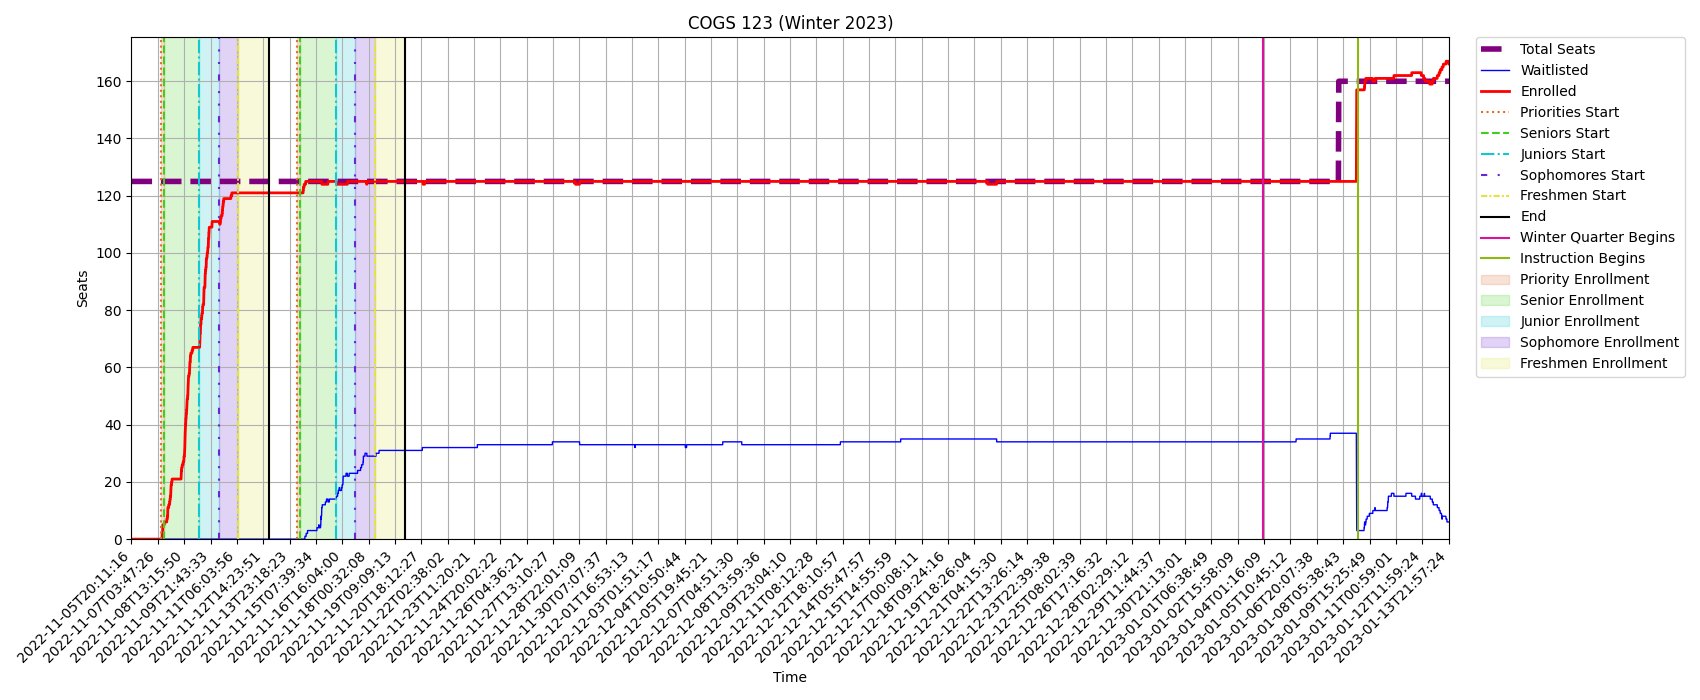 COGS 123 (Winter 2023)
Seats
160
140
120
100
80
60
40
20
0
2022-11-05T20:11:16
2022-11-07T03:47:26
2022-11-08T13:15:50
2022-11-09T21:43:33
2022-11-11T06:03:56
2022-11-12T14:23:51
2022-11-13T23:18:23
2022-11-15T07:39:34
2022-11-16T16:04:00
2022-11-18T00:32:08
2022-11-19T09:09:13
2022-11-20T18:12:27
2022-11-22T02:38:02
2022-11-23T11:20:21
2022-11-24T20:02:22
2022-11-26T04:36:21
2022-11-27T13:10:27
2022-11-28T22:01:09
2022-11-30T07:07:37
2022-12-01T16:53:13
2022-12-03T01:51:17
2022-12-04T10:50:44
2022-12-05T19:45:21
2022-12-07T04:51:30
2022-12-08T13:59:36
2022-12-09T23:04:10
2022-12-11T08:12:28
2022-12-12T18:10:57
2022-12-14T05:47:57
2022-12-15T14:55:59
2022-12-17T00:08:11
2022-12-18T09:24:16
2022-12-19T18:26:04
2022-12-21T04:15:30
2022-12-22T13:26:14
2022-12-23T22:39:38
2022-12-25T08:02:39
2022-12-26T17:16:32
2022-12-28T02:29:12
2022-12-29T11:44:37
2022-12-30T21:13:01
2023-01-01T06:38:49
2023-01-02T15:58:09
2023-01-04T01:16:09
2023-01-05T10:45:12
2023-01-06T20:07:38
2023-01-08T05:38:43
2023-01-09T15:25:49
2023-01-11T00:59:01
2023-01-12T11:59:24
2023-01-13T21:57:24
Time
Total Seats
Waitlisted
Enrolled
Priorities Start
Seniors Start
Juniors Start
Sophomores Start
Freshmen Start
End
Winter Quarter Begins
Instruction Begins
Priority Enrollment
Senior Enrollment
Junior Enrollment
Sophomore Enrollment
Freshmen Enrollment